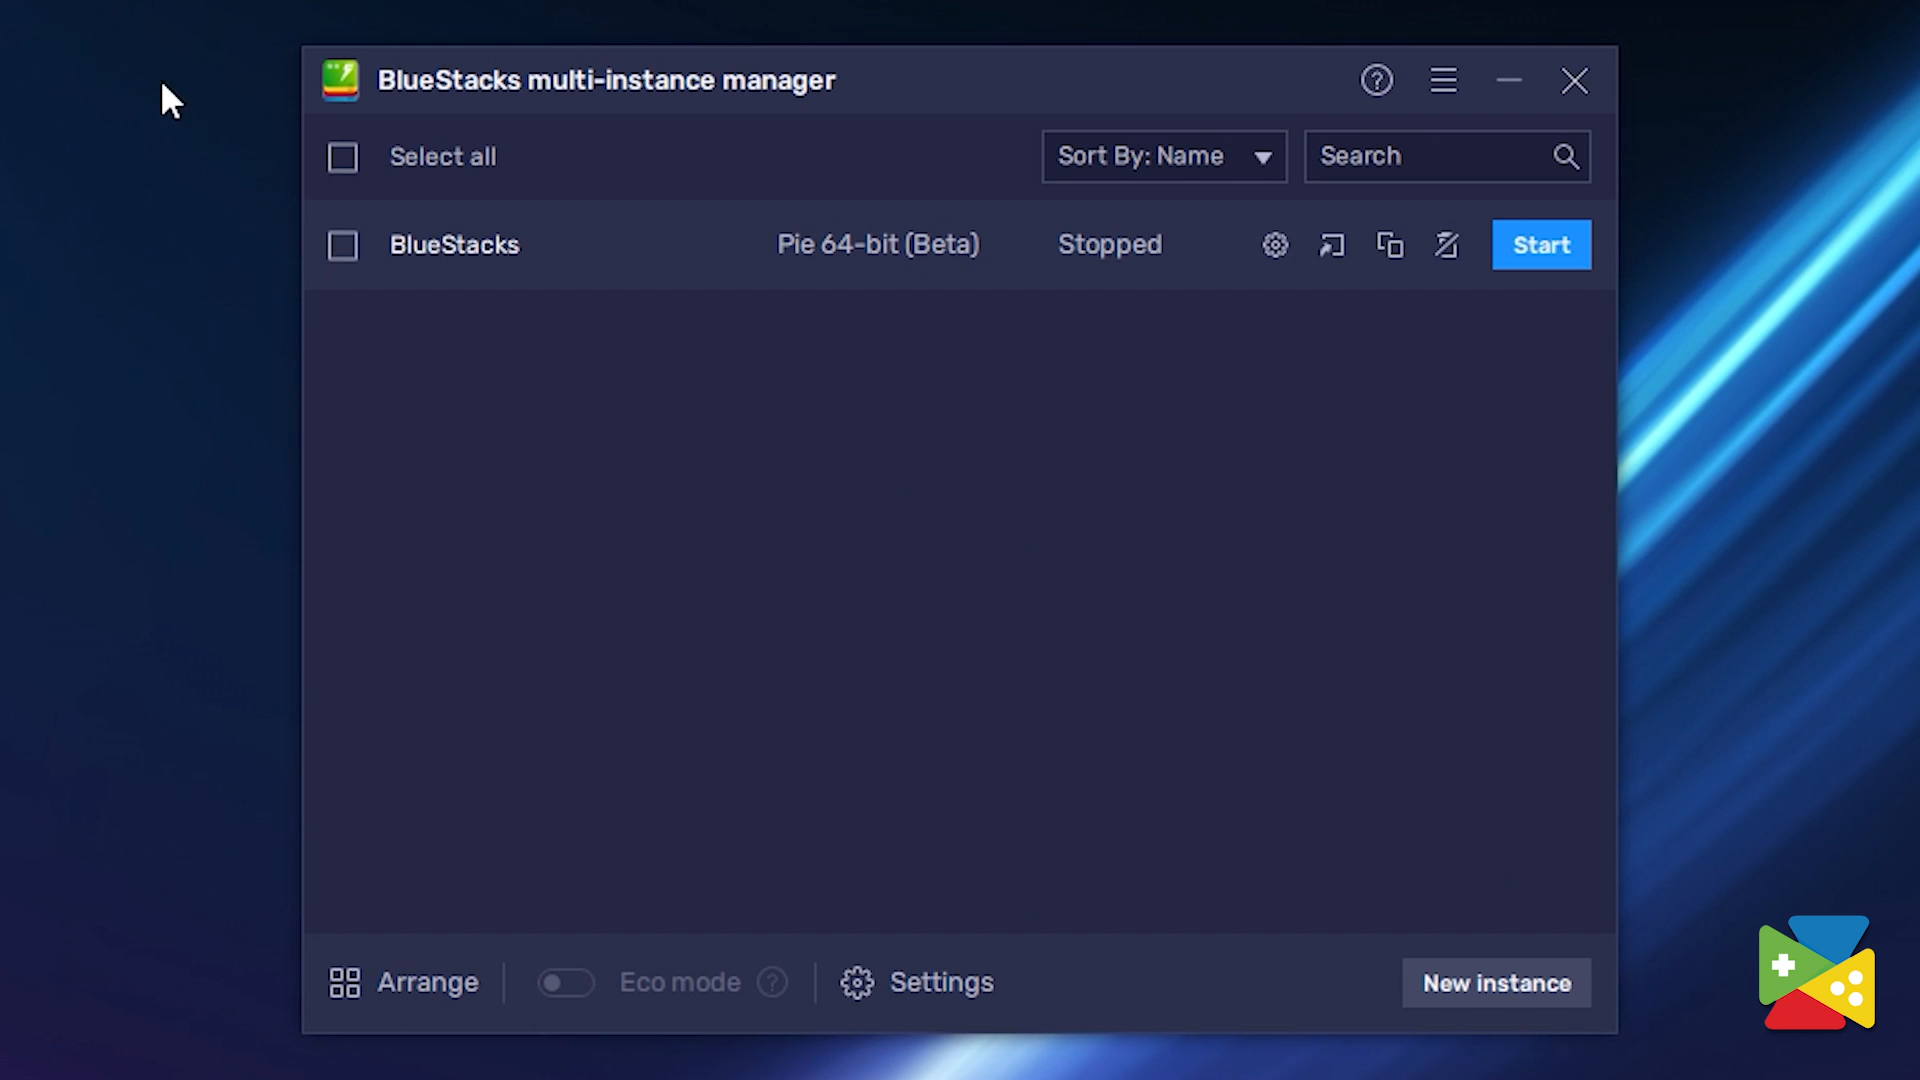 BlueStacks multi-instance manager
Select all
Sort By: Name
Search
BlueStacks
Pie 64-bit (Beta)
Stopped
Start
Arrange
Eco mode
Settings
New instance